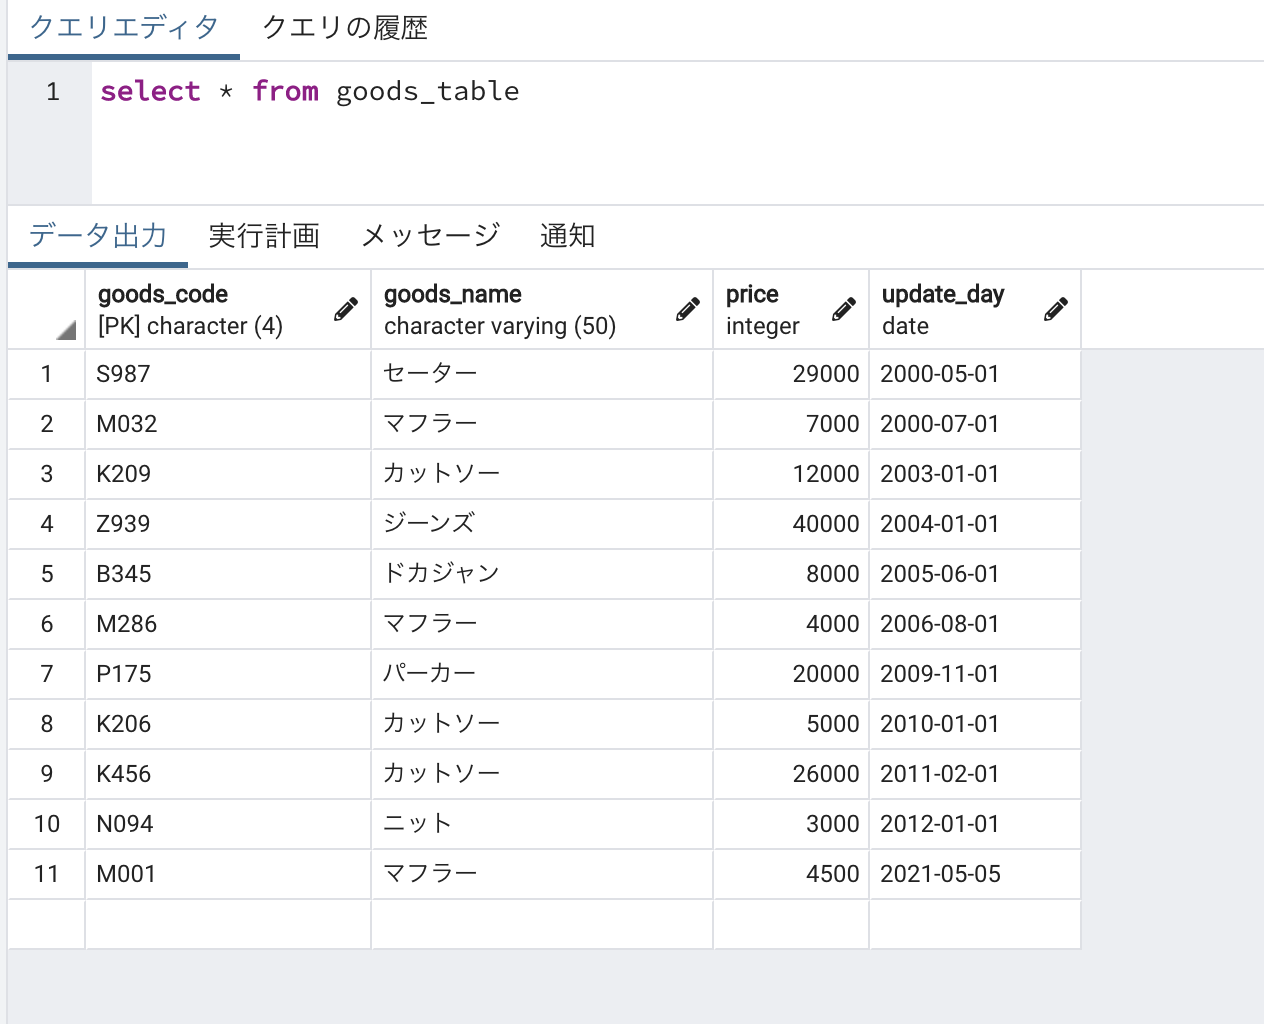 クエリエディタ クエリの履歴
1 select * from goods_table
データ出力 実行計画 メッセージ 通知
goods_code goods_name price update_day
[PK] character (4) character varying (50) integer date
1 S987 セーター 29000 2000-05-01
2 M032 マフラー 7000 2000-07-01
3 K209 カットソー 12000 2003-01-01
4 Z939 ジーンズ 40000 2004-01-01
5 B345 ドカジャン 8000 2005-06-01
6 M286 マフラー 4000 2006-08-01
7 P175 パーカー 20000 2009-11-01
8 K206 カットソー 5000 2010-01-01
9 K456 カットソー 26000 2011-02-01
10 N094 ニット 3000 2012-01-01
11 M001 マフラー 4500 2021-05-05